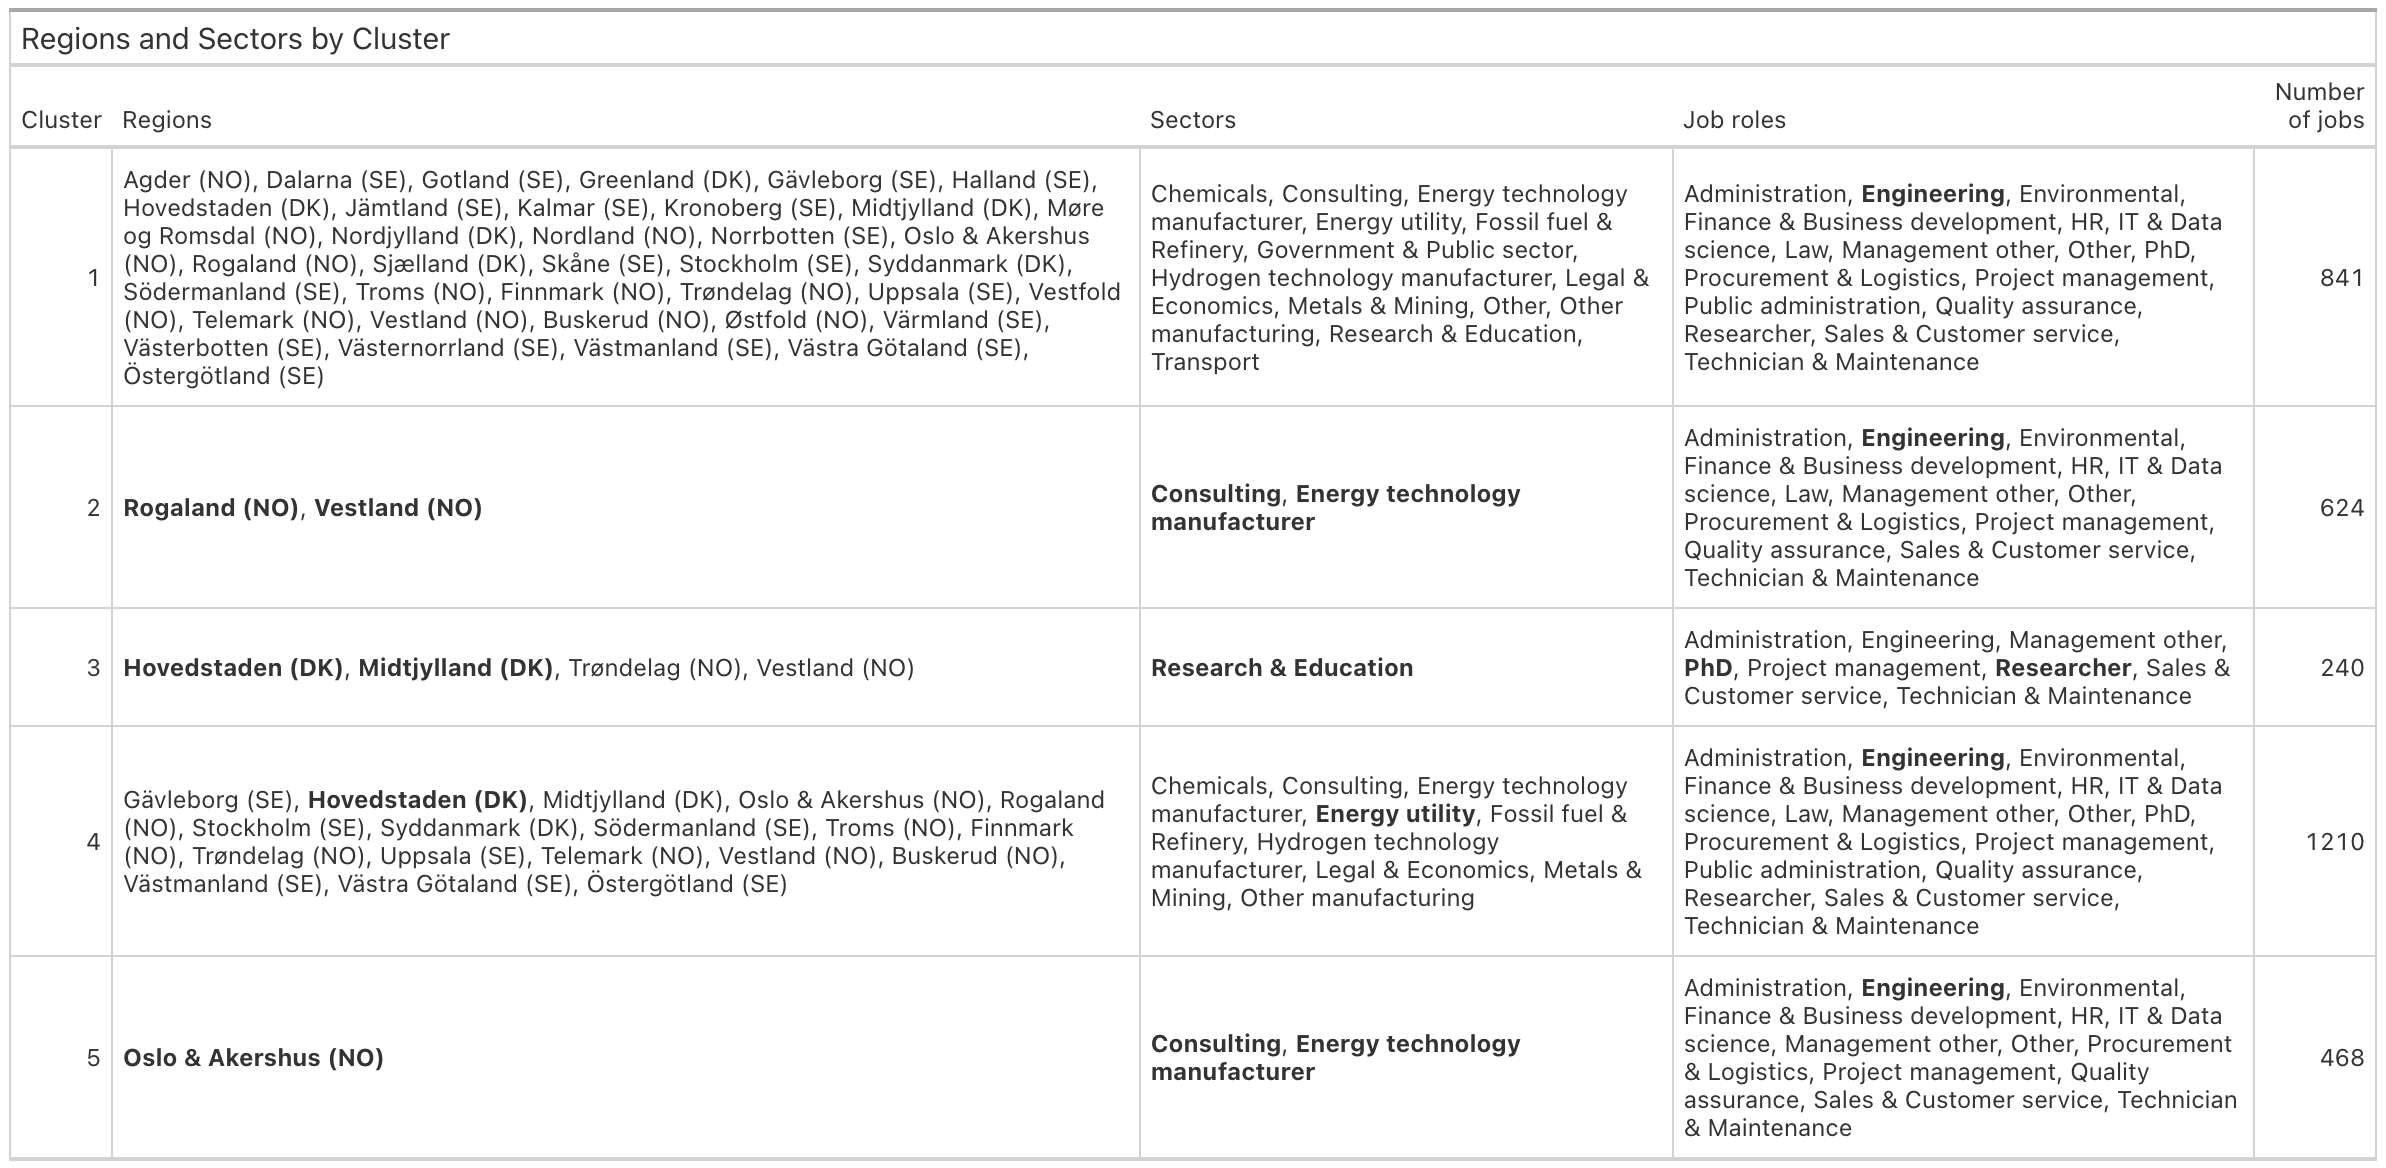 Regions and Sectors by Cluster
Cluster Regions Sectors Job roles Number
of jobs
1
Agder (NO), Dalarna (SE), Gotland (SE), Greenland (DK), Gävleborg (SE), Halland (SE),
Hovedstaden (DK), Jämtland (SE), Kalmar (SE), Kronoberg (SE), Midtjylland (DK), Møre
og Romsdal (NO), Nordjylland (DK), Nordland (NO), Norrbotten (SE), Oslo & Akershus
(NO), Rogaland (NO), Sjælland (DK), Skåne (SE), Stockholm (SE), Syddanmark (DK),
Södermanland (SE), Troms (NO), Finnmark (NO), Trøndelag (NO), Uppsala (SE), Vestfold
(NO), Telemark (NO), Vestland (NO), Buskerud (NO), Østfold (NO), Värmland (SE),
Västerbotten (SE), Västernorrland (SE), Västmanland (SE), Västra Götaland (SE),
Östergötland (SE)
Chemicals, Consulting, Energy technology
manufacturer, Energy utility, Fossil fuel &
Refinery, Government & Public sector,
Hydrogen technology manufacturer, Legal &
Economics, Metals & Mining, Other, Other
manufacturing, Research & Education,
Transport
Administration, Engineering, Environmental,
Finance & Business development, HR, IT & Data
science, Law, Management other, Other, PhD,
Procurement & Logistics, Project management,
Public administration, Quality assurance,
Researcher, Sales & Customer service,
Technician & Maintenance
841
2
Rogaland (NO), Vestland (NO)
Consulting, Energy technology
manufacturer
Administration, Engineering, Environmental,
Finance & Business development, HR, IT & Data
science, Law, Management other, Other,
Procurement & Logistics, Project management,
Quality assurance, Sales & Customer service,
Technician & Maintenance
624
3
Hovedstaden (DK), Midtjylland (DK), Trøndelag (NO), Vestland (NO)
Research & Education
Administration, Engineering, Management other,
PhD, Project management, Researcher, Sales &
Customer service, Technician & Maintenance
240
4
Gävleborg (SE), Hovedstaden (DK), Midtjylland (DK), Oslo & Akershus (NO), Rogaland
(NO), Stockholm (SE), Syddanmark (DK), Södermanland (SE), Troms (NO), Finnmark
(NO), Trøndelag (NO), Uppsala (SE), Telemark (NO), Vestland (NO), Buskerud (NO),
Västmanland (SE), Västra Götaland (SE), Östergötland (SE)
Chemicals, Consulting, Energy technology
manufacturer, Energy utility, Fossil fuel &
Refinery, Hydrogen technology
manufacturer, Legal & Economics, Metals &
Mining, Other manufacturing
Administration, Engineering, Environmental,
Finance & Business development, HR, IT & Data
science, Law, Management other, Other, PhD,
Procurement & Logistics, Project management,
Public administration, Quality assurance,
Researcher, Sales & Customer service,
Technician & Maintenance
1210
5
Oslo & Akershus (NO)
Consulting, Energy technology
manufacturer
Administration, Engineering, Environmental,
Finance & Business development, HR, IT & Data
science, Management other, Other, Procurement
& Logistics, Project management, Quality
assurance, Sales & Customer service, Technician
& Maintenance
468